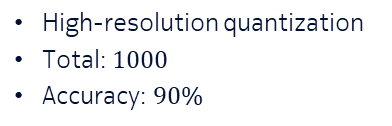 • High-resolution quantization
• Total: 1000
• Accuracy: 90%